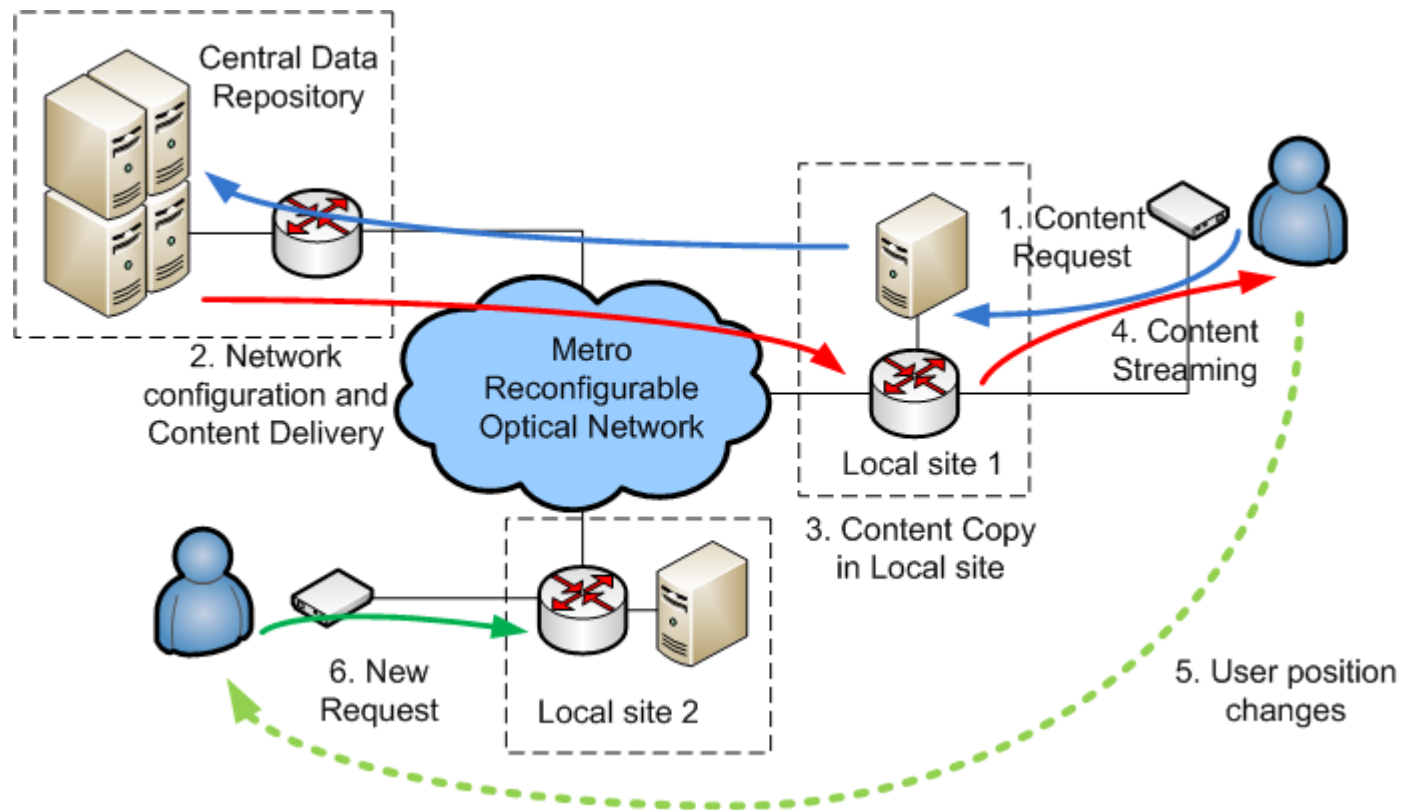 Central Data
Repository
1. Content
Request
2. Network
configuration and
Content Delivery
Metro
Reconfigurable
Optical Network
4. Content
Streaming
Local site 1
3. Content Copy
in Local site
6. New
Request
Local site 2
5. User position
changes